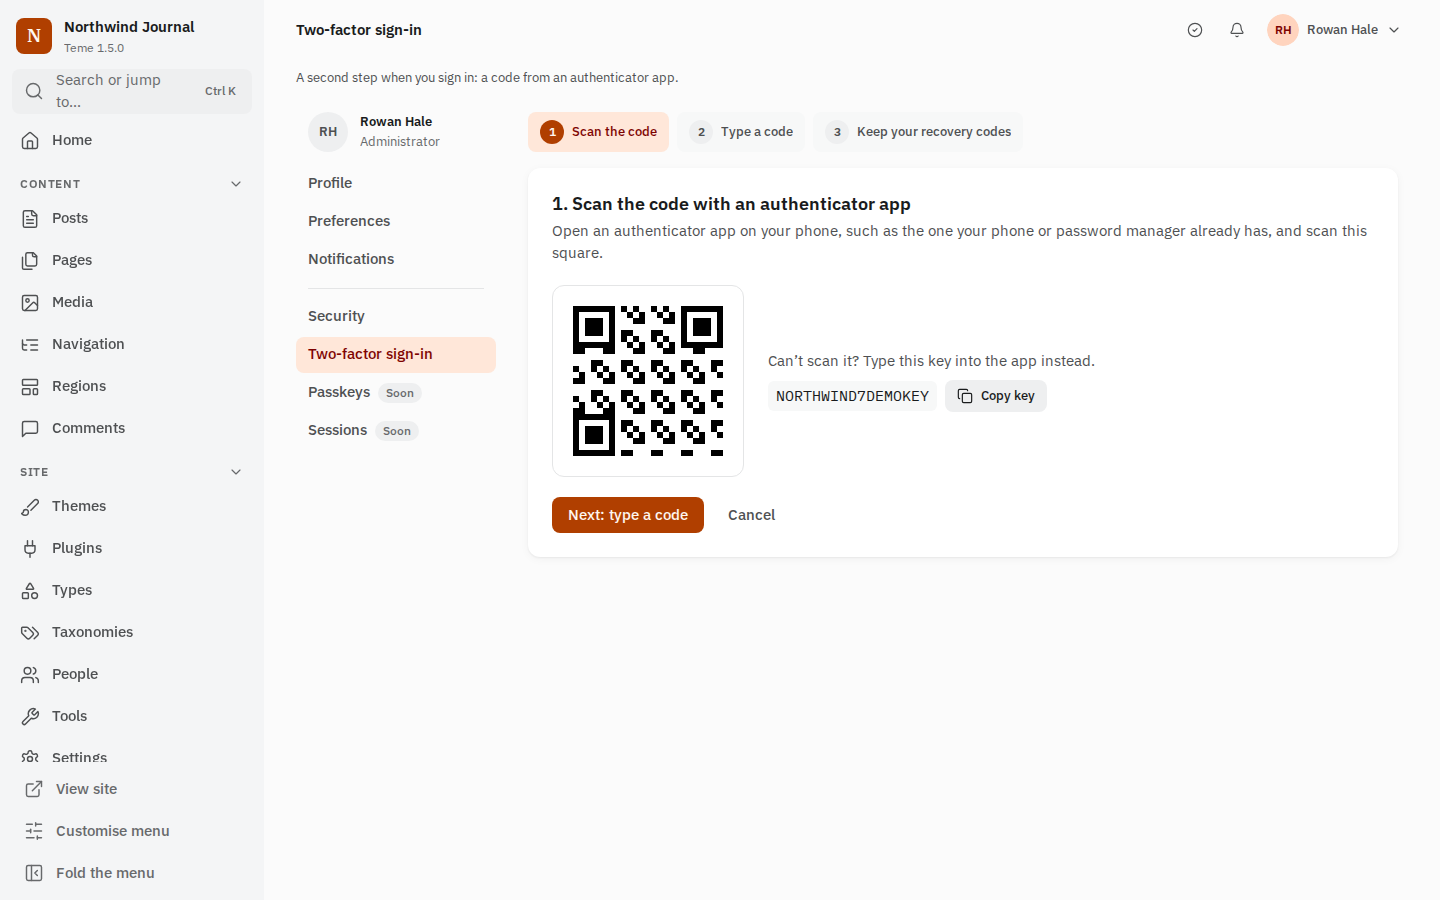 N
Northwind Journal
Teme 1.5.0
Search or jump
to...
Ctrl K
Home
CONTENT
Posts
Pages
Media
Navigation
Regions
Comments
SITE
Themes
Plugins
Types
Taxonomies
People
Tools
Settings
View site
Customise menu
Fold the menu
Two-factor sign-in
RH
Rowan Hale
A second step when you sign in: a code from an authenticator app.
RH
Rowan Hale
Administrator
Profile
Preferences
Notifications
Security
Two-factor sign-in
Passkeys Soon
Sessions Soon
1 Scan the code
2 Type a code
3 Keep your recovery codes
1. Scan the code with an authenticator app
Open an authenticator app on your phone, such as the one your phone or password manager already has, and scan this
square.
Can’t scan it? Type this key into the app instead.
NORTHWIND7DEMOKEY
Copy key
Next: type a code
Cancel